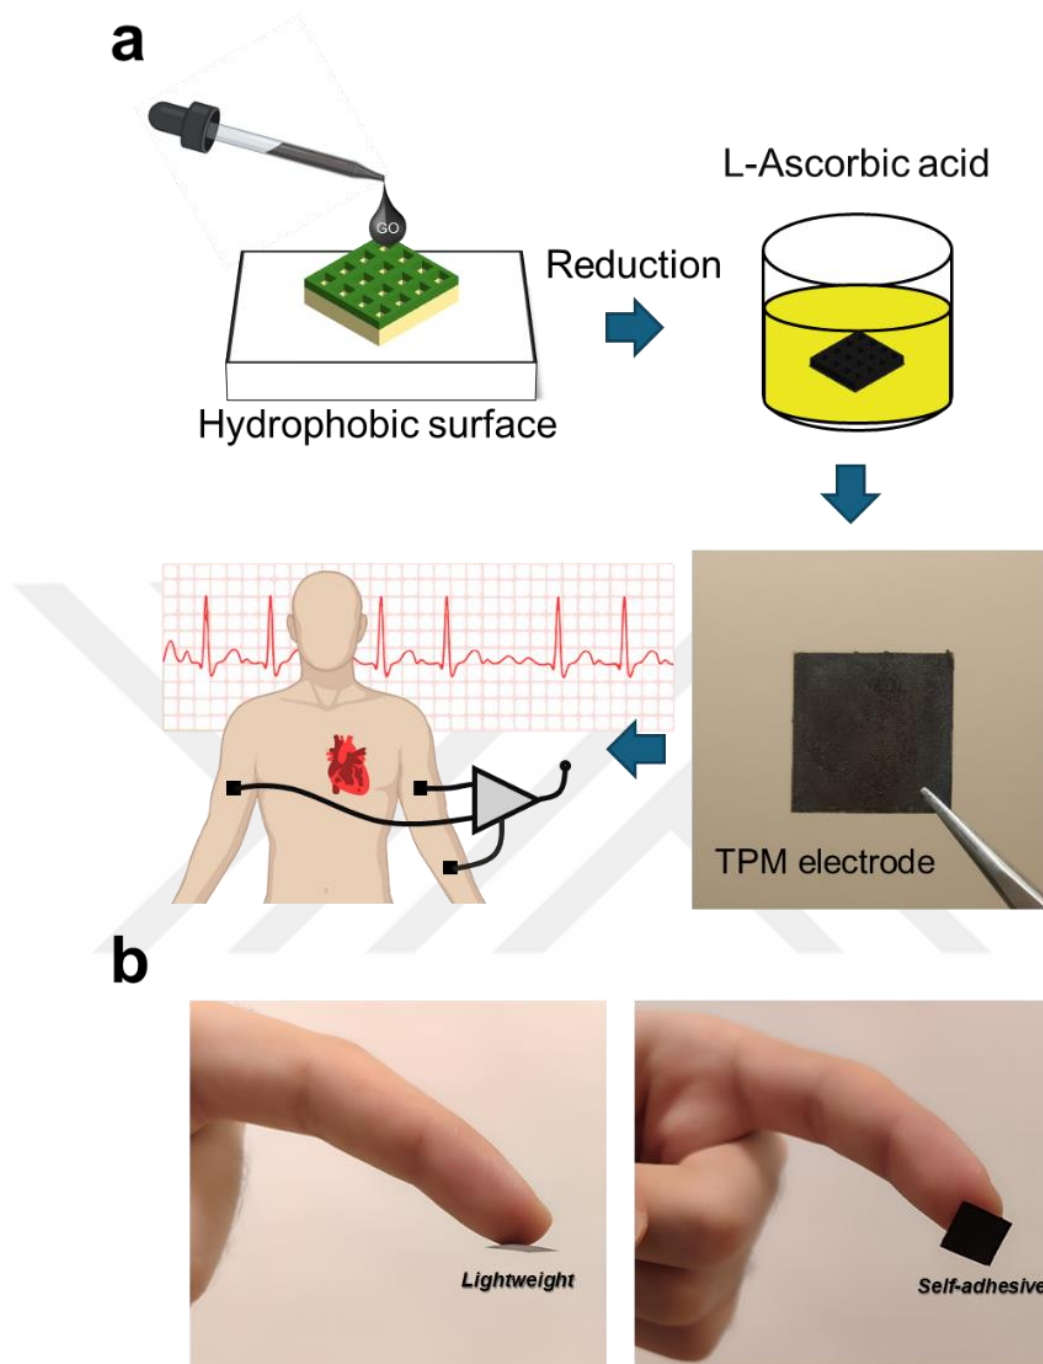 a
GO
L-Ascorbic acid
Reduction
Hydrophobic surface
TPM electrode
b
Lightweight
Self-adhesive